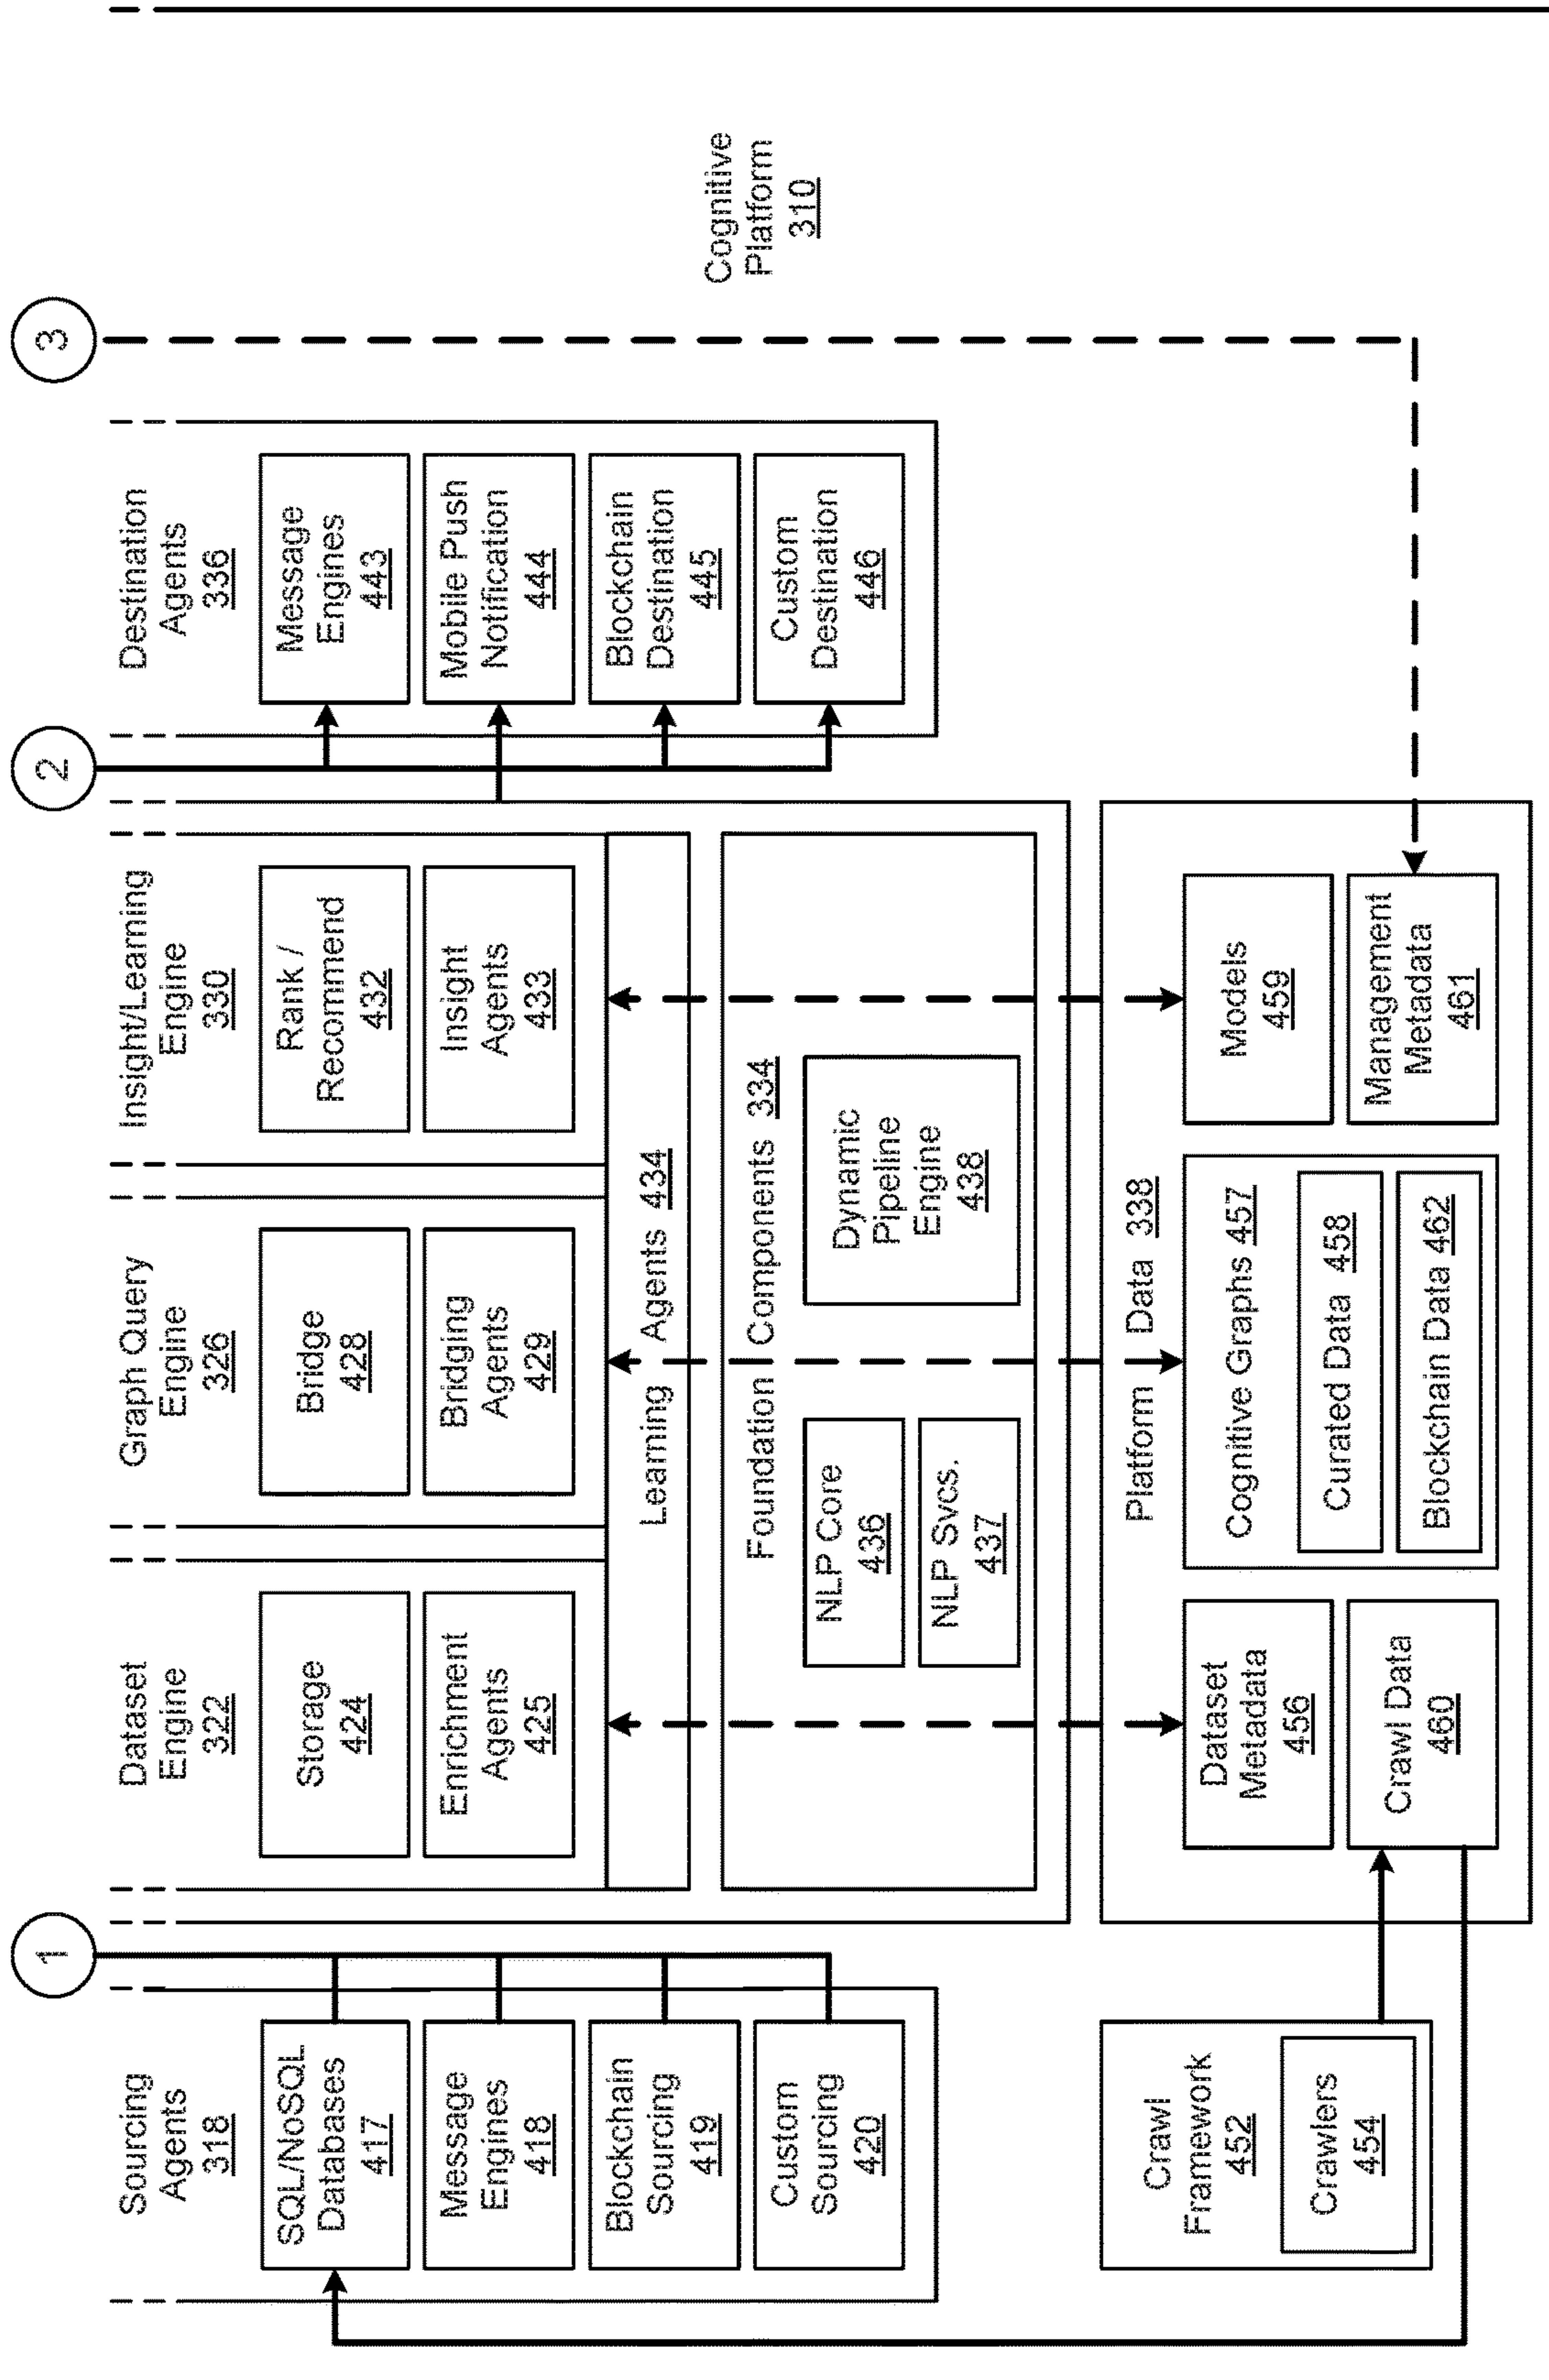 1
2
3
Sourcing
Agents
318
SQL/NoSQL
Databases
417
Message
Engines
418
Blockchain
Sourcing
419
Custom
Sourcing
420
Dataset
Engine
322
Storage
424
Enrichment
Agents
425
Graph Query
Engine
326
Bridge
428
Bridging
Agents
429
Insight/Learning
Engine
330
Rank /
Recommend
432
Insight
Agents
433
Learning Agents 434
Foundation Components 334
NLP Core
436
NLP Svcs.
437
Dynamic
Pipeline
Engine
438
Destination
Agents
336
Message
Engines
443
Mobile Push
Notification
444
Blockchain
Destination
445
Custom
Destination
446
Cognitive
Platform
310
Crawl
Framework
452
Crawlers
454
Platform Data 338
Dataset
Metadata
456
Crawl Data
460
Cognitive Graphs 457
Curated Data 458
Blockchain Data 462
Models
459
Management
Metadata
461